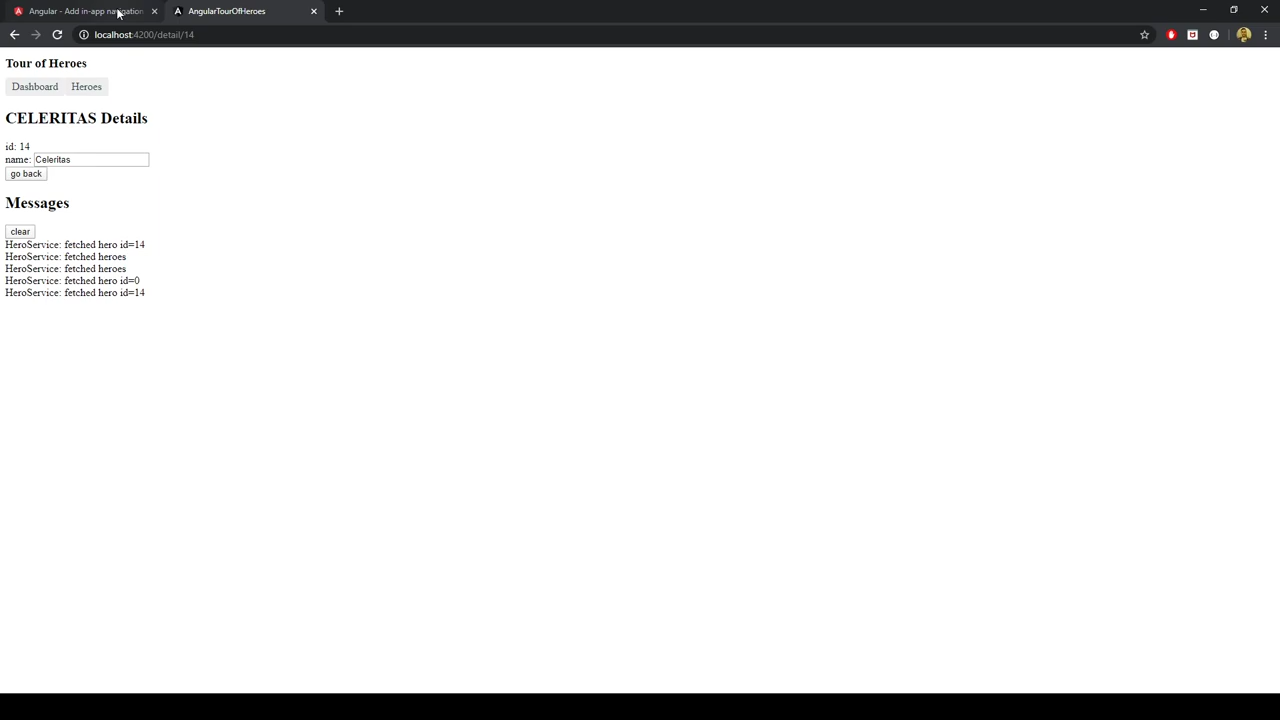 Angular - Add in-app navigation
AngularTourOfHeroes
localhost:4200/detail/14
Tour of Heroes
Dashboard Heroes
CELERITAS Details
id: 14
name: Celeritas
go back
Messages
clear
HeroService: fetched hero id=14
HeroService: fetched heroes
HeroService: fetched heroes
HeroService: fetched hero id=0
HeroService: fetched hero id=14